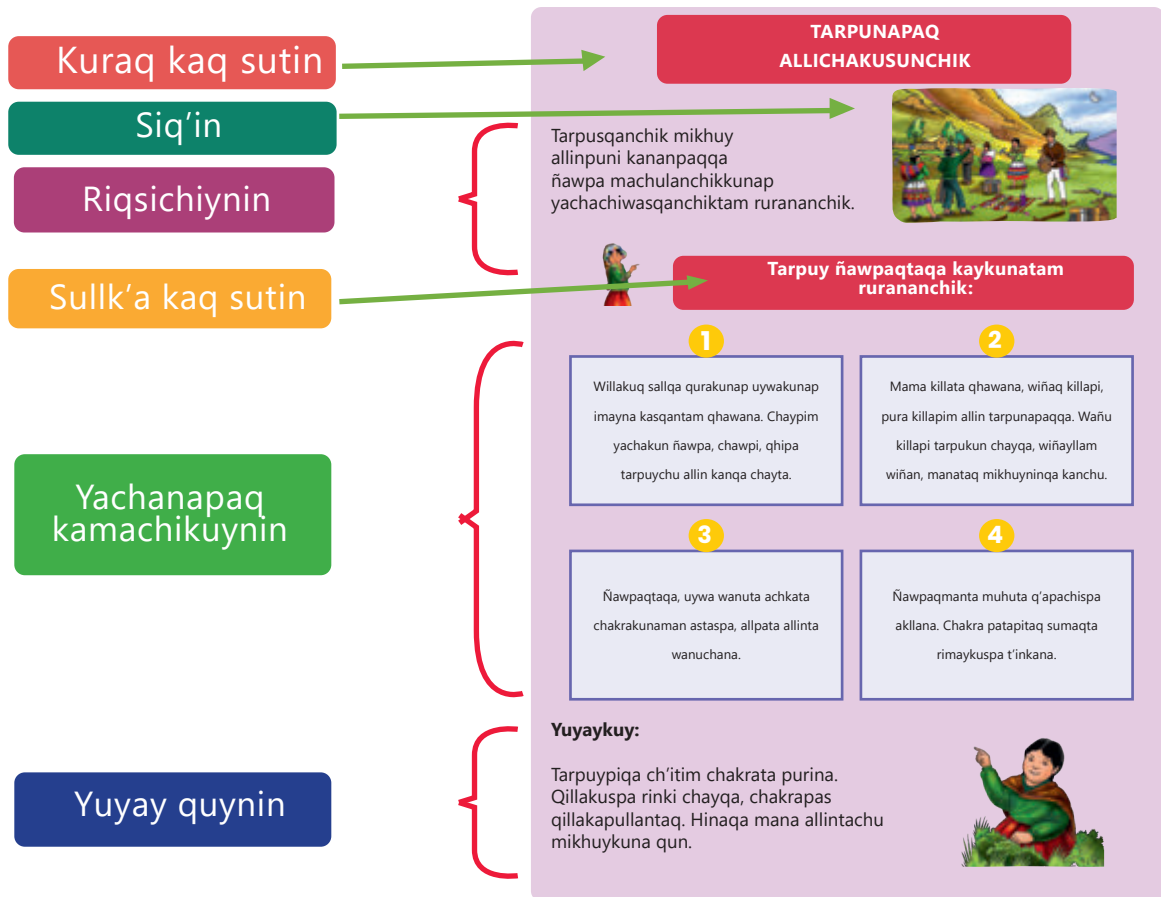 Kuraq kaq sutin
Siq’in
Riqsichiynin
Sullk’a kaq sutin
Yachanapaq
kamachikuynin
Yuyay quynin
TARPUNAPAQ
ALLICHAKUSUNCHIK
Tarpusqanchik mikhuy
allinpuni kananpaqqa
ñawpa machulanchikkunap
yachachiwasqanchiktam rurananchik.
Tarpuy ñawpaqtaqa kaykunatam
rurananchik:
1
Willakuq sallqa qurakunap uywakunap
imayna kasqantam qhawana. Chaypim
yachakun ñawpa, chawpi, qhipa
tarpuychu allin kanqa chayta.
2
Mama killata qhawana, wiñaq killapi,
pura killapim allin tarpunapaqqa. Wañu
killapi tarpukun chayqa, wiñayllam
wiñan, manataq mikhuyninqa kanchu.
3
Ñawpaqtaqa, uywa wanuta achkata
chakrakunaman astaspa, allpata allinta
wanuchana.
4
Ñawpaqmanta muhuta q’apachispa
akllana. Chakra patapitaq sumaqta
rimaykuspa t’inkana.
Yuyaykuy:
Tarpuypiqa ch’itim chakrata purina.
Qillakuspa rinki chayqa, chakrapas
qillakapullantaq. Hinaqa mana allintachu
mikhuykuna qun.